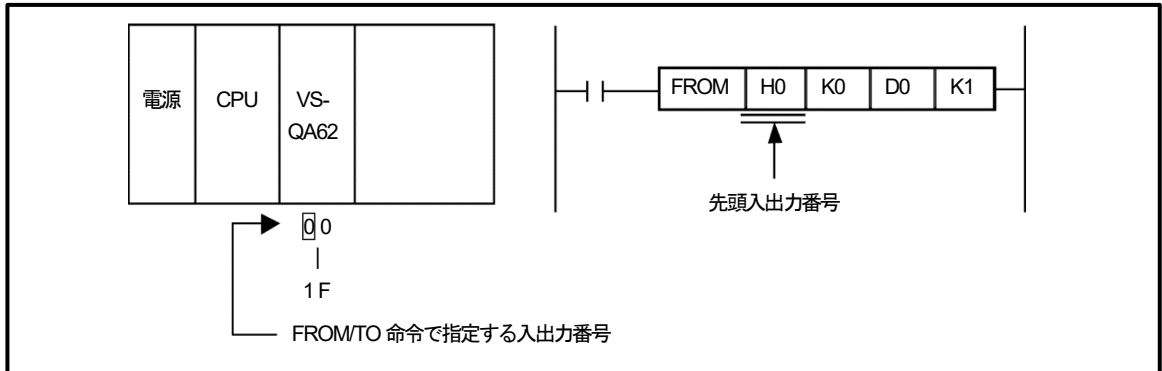 電源 CPU VS-
QA62
FROM H0 K0 D0 K1
先頭入出力番号
0 0
1 F
FROM/TO 命令で指定する入出力番号